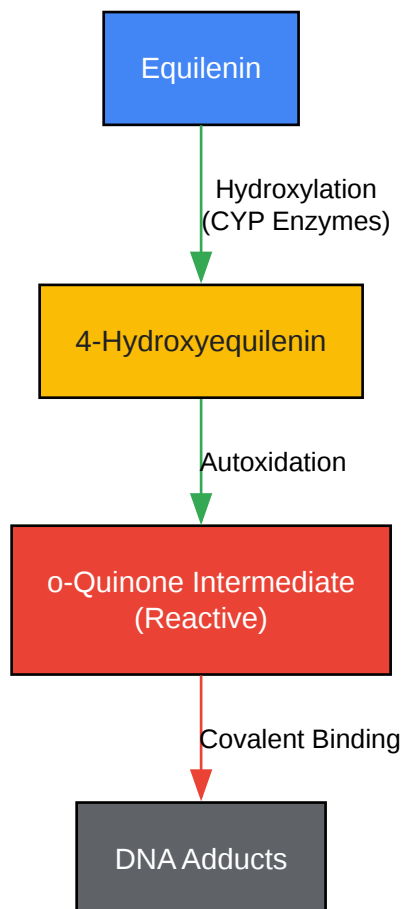 Equilenin
Hydroxylation
(CYP Enzymes)
4-Hydroxyequilenin
Autoxidation
o-Quinone Intermediate
(Reactive)
Covalent Binding
DNA Adducts